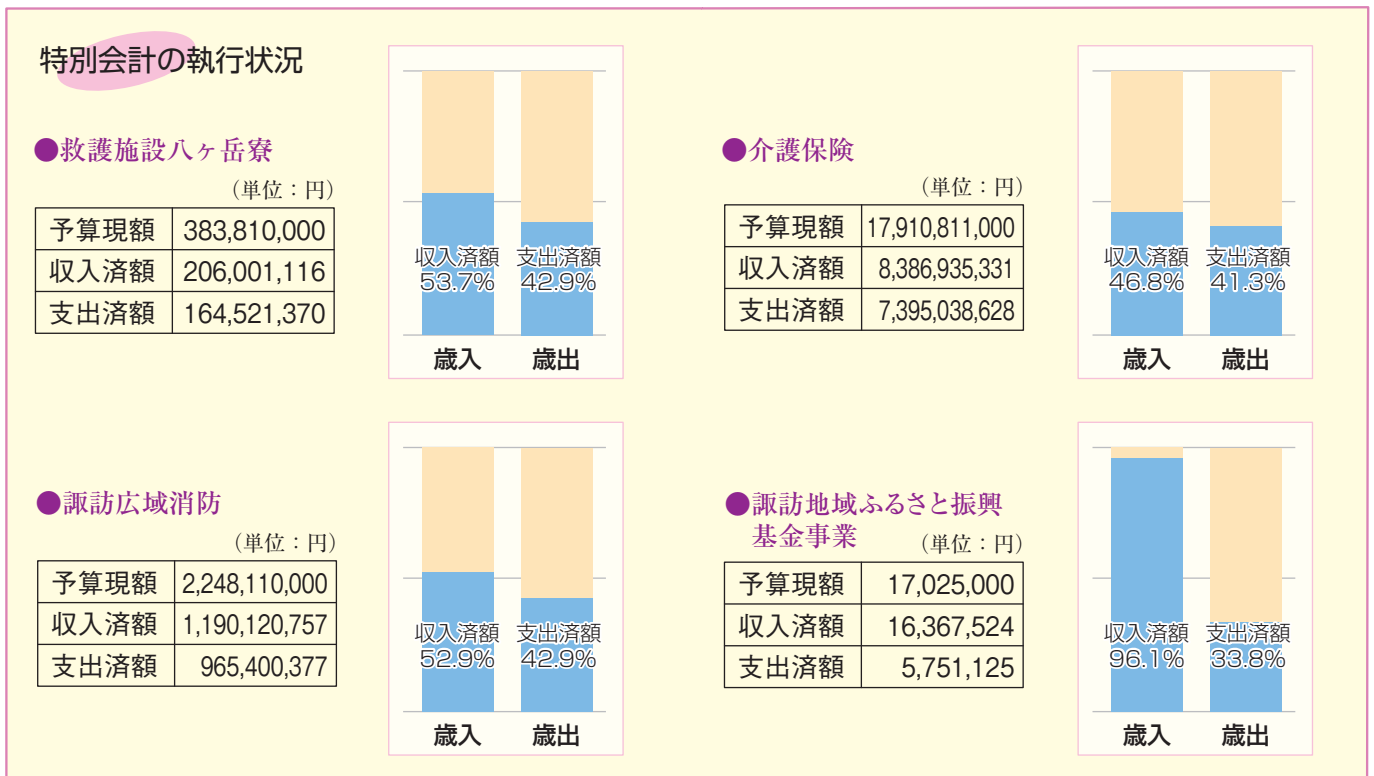 特別会計の執行状況
●救護施設八ヶ岳寮
(単位：円)
予算現額 383,810,000
収入済額 206,001,116
支出済額 164,521,370
収入済額 支出済額
53.7% 42.9%
歳入 歳出
●介護保険
(単位：円)
予算現額 17,910,811,000
収入済額 8,386,935,331
支出済額 7,395,038,628
収入済額 支出済額
46.8% 41.3%
歳入 歳出
●諏訪広域消防
(単位：円)
予算現額 2,248,110,000
収入済額 1,190,120,757
支出済額 965,400,377
収入済額 支出済額
52.9% 42.9%
歳入 歳出
●諏訪地域ふるさと振興
基金事業 (単位：円)
予算現額 17,025,000
収入済額 16,367,524
支出済額 5,751,125
収入済額 支出済額
96.1% 33.8%
歳入 歳出